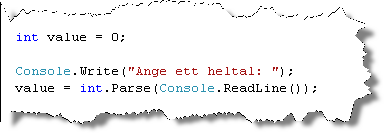 int value = 0;
Console.Write("Ange ett heltal: ");
value = int.Parse(Console.ReadLine());